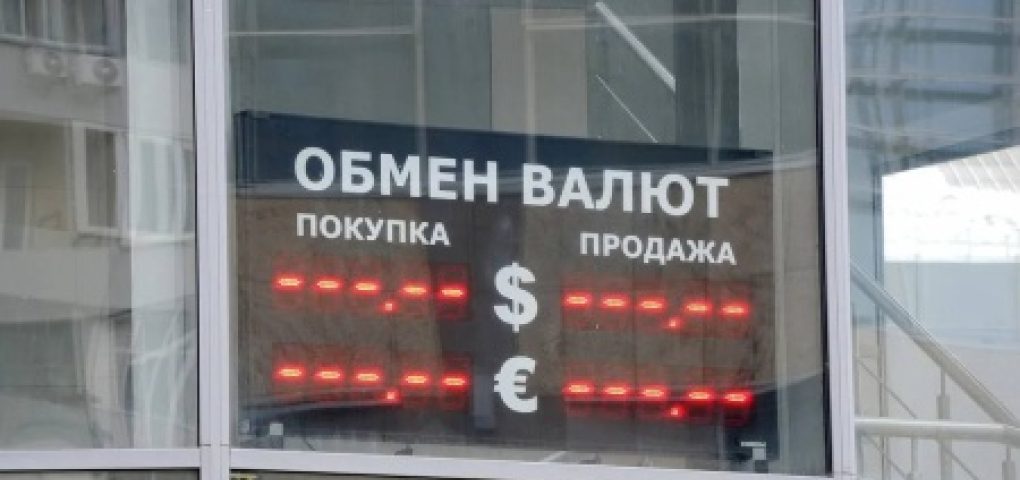 ОБМЕН ВАЛЮТ
ПОКУПКА ПРОДАЖА
---.-- $ ---.--
---.-- € ---.--